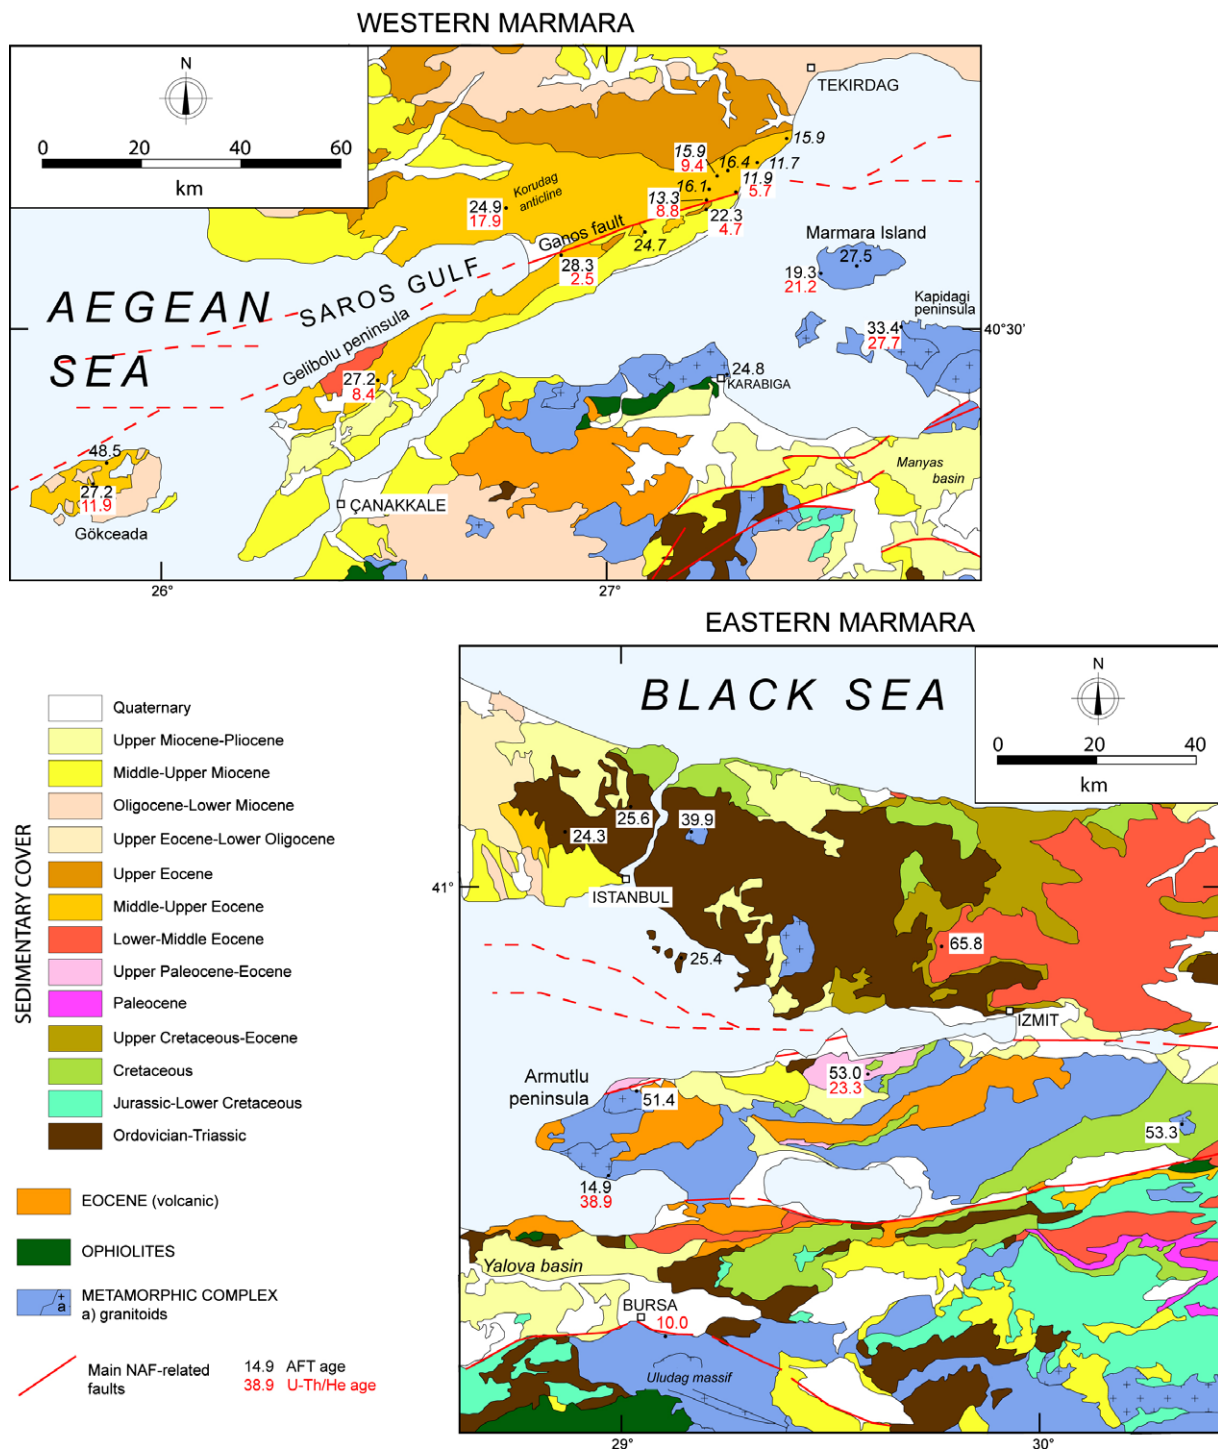 WESTERN MARMARA
N
0 20 40 60
km
TEKIRDAG
15.9
15.9
9.4
16.4
11.7
11.9
5.7
16.1
13.3
8.8
22.3
4.7
Korudag
anticline
24.9
17.9
Ganos fault
24.7
28.3
2.5
Marmara Island
27.5
19.3
21.2
Kapidagi
peninsula
33.4
27.7
40°30'
AEGEAN
SEA
SAROS GULF
Gelibolu peninsula
27.2
8.4
24.8
KARABIGA
48.5
27.2
11.9
Gökceada
ÇANAKKALE
Manyas
basin
26°
27°
EASTERN MARMARA
BLACK SEA
N
0 20 40
km
25.6
24.3
39.9
41°
ISTANBUL
25.4
65.8
IZMIT
Armutlu
peninsula
51.4
53.0
23.3
53.3
14.9
38.9
Yalova basin
BURSA
10.0
Uludag massif
29°
30°
SEDIMENTARY COVER
Quaternary
Upper Miocene-Pliocene
Middle-Upper Miocene
Oligocene-Lower Miocene
Upper Eocene-Lower Oligocene
Upper Eocene
Middle-Upper Eocene
Lower-Middle Eocene
Upper Paleocene-Eocene
Paleocene
Upper Cretaceous-Eocene
Cretaceous
Jurassic-Lower Cretaceous
Ordovician-Triassic
EOCENE (volcanic)
OPHIOLITES
+
a
METAMORPHIC COMPLEX
a) granitoids
Main NAF-related
faults
14.9 AFT age
38.9 U-Th/He age